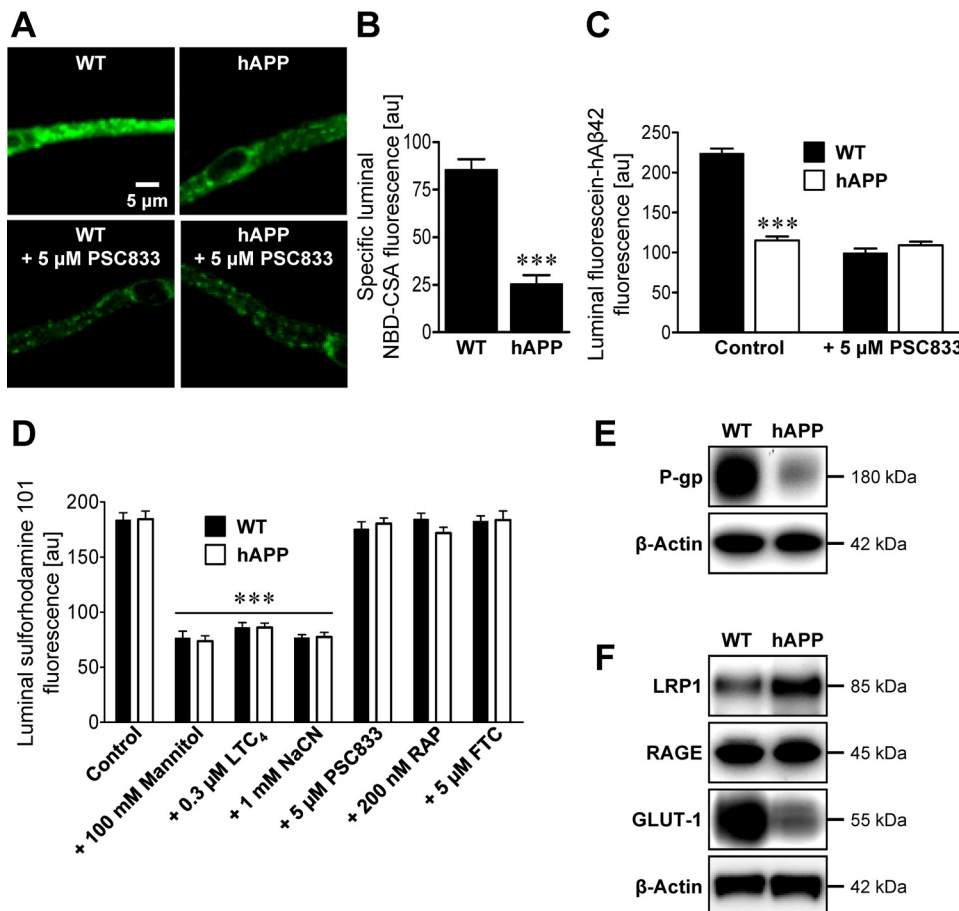 A
WT
hAPP
5 µm
WT
+ 5 µM PSC833
hAPP
+ 5 µM PSC833
B
Specific luminal
NBD-CSA fluorescence [au]
100
75
50
25
0
***
WT
hAPP
C
Luminal fluorescein-hAβ42
fluorescence [au]
250
200
150
100
50
0
WT
hAPP
***
Control
+ 5 µM PSC833
D
Luminal sulforhodamine 101
fluorescence [au]
200
150
100
50
0
WT
hAPP
***
Control
+ 100 mM Mannitol
+ 0.3 µM LTC4
+ 1 mM NaCN
+ 5 µM PSC833
+ 200 nM RAP
+ 5 µM FTC
E
WT hAPP
P-gp 180 kDa
β-Actin 42 kDa
F
WT hAPP
LRP1 85 kDa
RAGE 45 kDa
GLUT-1 55 kDa
β-Actin 42 kDa